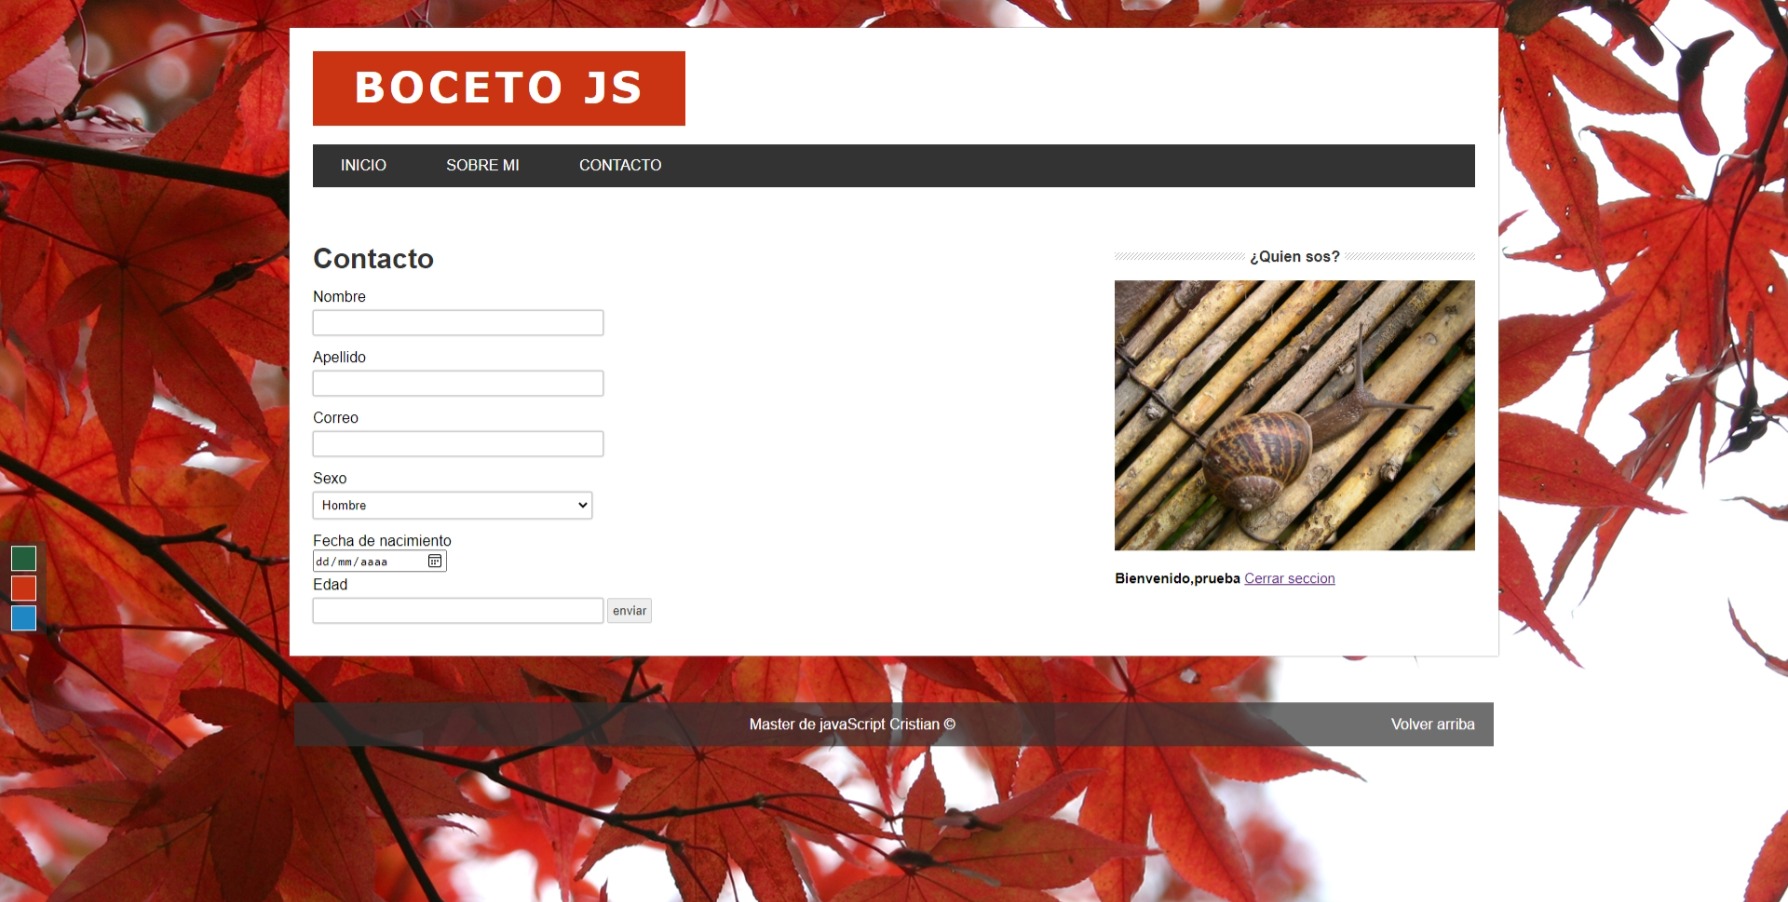 BOCETO JS
INICIO
SOBRE MI
CONTACTO
Contacto
Nombre
Apellido
Correo
Sexo
Hombre
Fecha de nacimiento
dd/mm/aaaa
Edad
enviar
¿Quien sos?
Bienvenido,prueba Cerrar seccion
Master de javaScript Cristian ©
Volver arriba